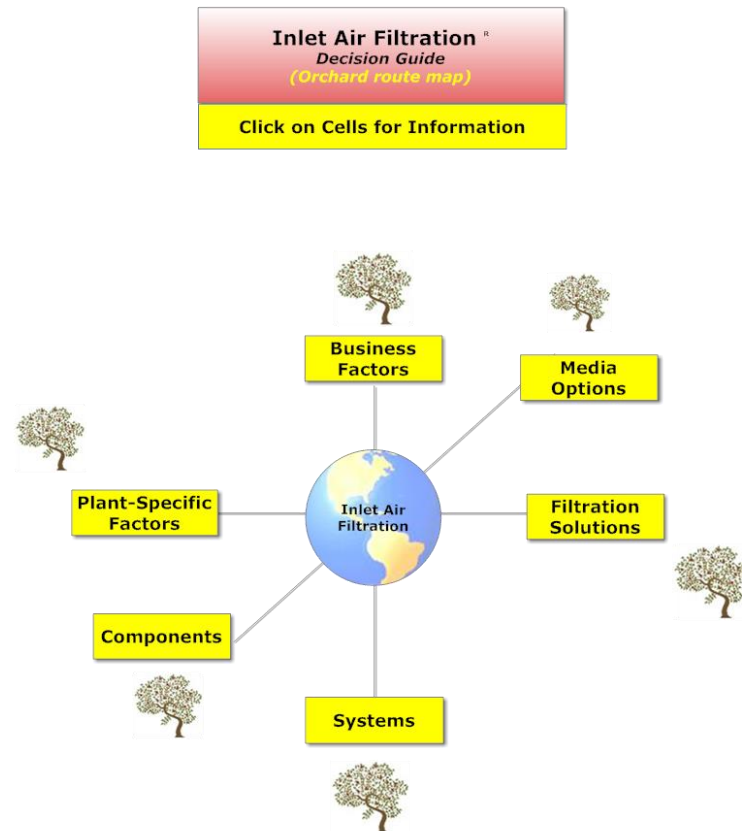 Inlet Air Filtration R
Decision Guide
(Orchard route map)
Click on Cells for Information
Business
Factors
Media
Options
Plant-Specific
Factors
Inlet Air
Filtration
Filtration
Solutions
Components
Systems